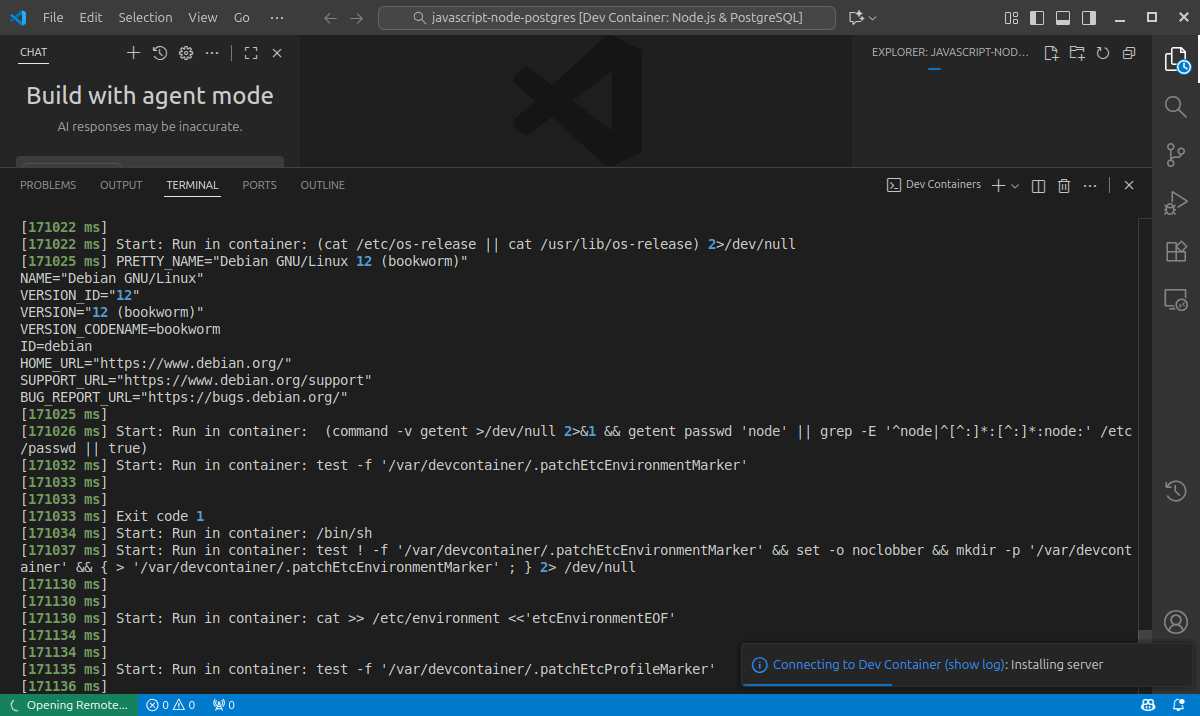 File Edit Selection View Go ···
javascript-node-postgres [Dev Container: Node.js & PostgreSQL]
CHAT
EXPLORER: JAVASCRIPT-NOD...
Build with agent mode
AI responses may be inaccurate.
PROBLEMS OUTPUT TERMINAL PORTS OUTLINE
Dev Containers
[171022 ms]
[171022 ms] Start: Run in container: (cat /etc/os-release || cat /usr/lib/os-release) 2>/dev/null
[171025 ms] PRETTY_NAME="Debian GNU/Linux 12 (bookworm)"
NAME="Debian GNU/Linux"
VERSION_ID="12"
VERSION="12 (bookworm)"
VERSION_CODENAME=bookworm
ID=debian
HOME_URL="https://www.debian.org/"
SUPPORT_URL="https://www.debian.org/support"
BUG_REPORT_URL="https://bugs.debian.org/"
[171025 ms]
[171026 ms] Start: Run in container:  (command -v getent >/dev/null 2>&1 && getent passwd 'node' || grep -E '^node|^[^:]*:[^:]*:node:' /etc
/passwd || true)
[171032 ms] Start: Run in container: test -f '/var/devcontainer/.patchEtcEnvironmentMarker'
[171033 ms]
[171033 ms]
[171033 ms] Exit code 1
[171034 ms] Start: Run in container: /bin/sh
[171037 ms] Start: Run in container: test ! -f '/var/devcontainer/.patchEtcEnvironmentMarker' && set -o noclobber && mkdir -p '/var/devcont
ainer' && { > '/var/devcontainer/.patchEtcEnvironmentMarker' ; } 2> /dev/null
[171130 ms]
[171130 ms]
[171130 ms] Start: Run in container: cat >> /etc/environment <<'etcEnvironmentEOF'
[171134 ms]
[171134 ms]
[171135 ms] Start: Run in container: test -f '/var/devcontainer/.patchEtcProfileMarker'
[171136 ms]
Connecting to Dev Container (show log): Installing server
Opening Remote... 0 0 0